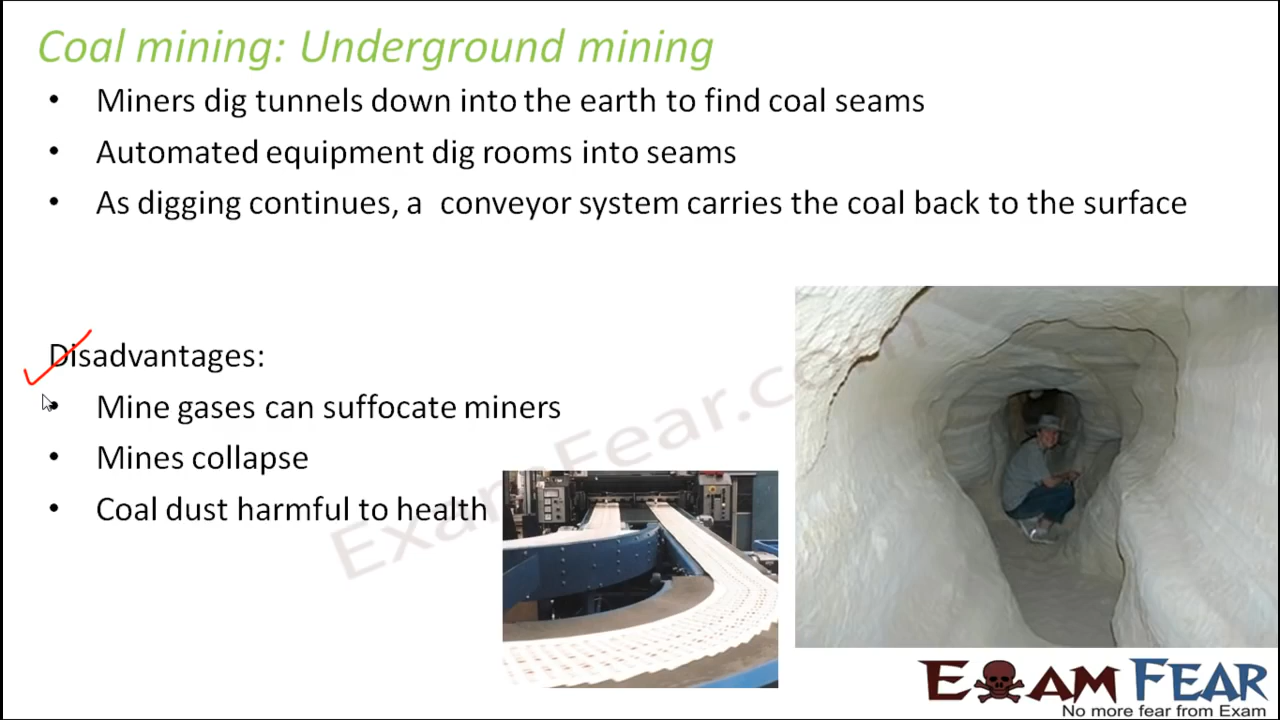 Coal mining: Underground mining
• Miners dig tunnels down into the earth to find coal seams
• Automated equipment dig rooms into seams
• As digging continues, a  conveyor system carries the coal back to the surface
Disadvantages:
• Mine gases can suffocate miners
• Mines collapse
• Coal dust harmful to health
ExamFear.com
EXAM FEAR
No more fear from Exam